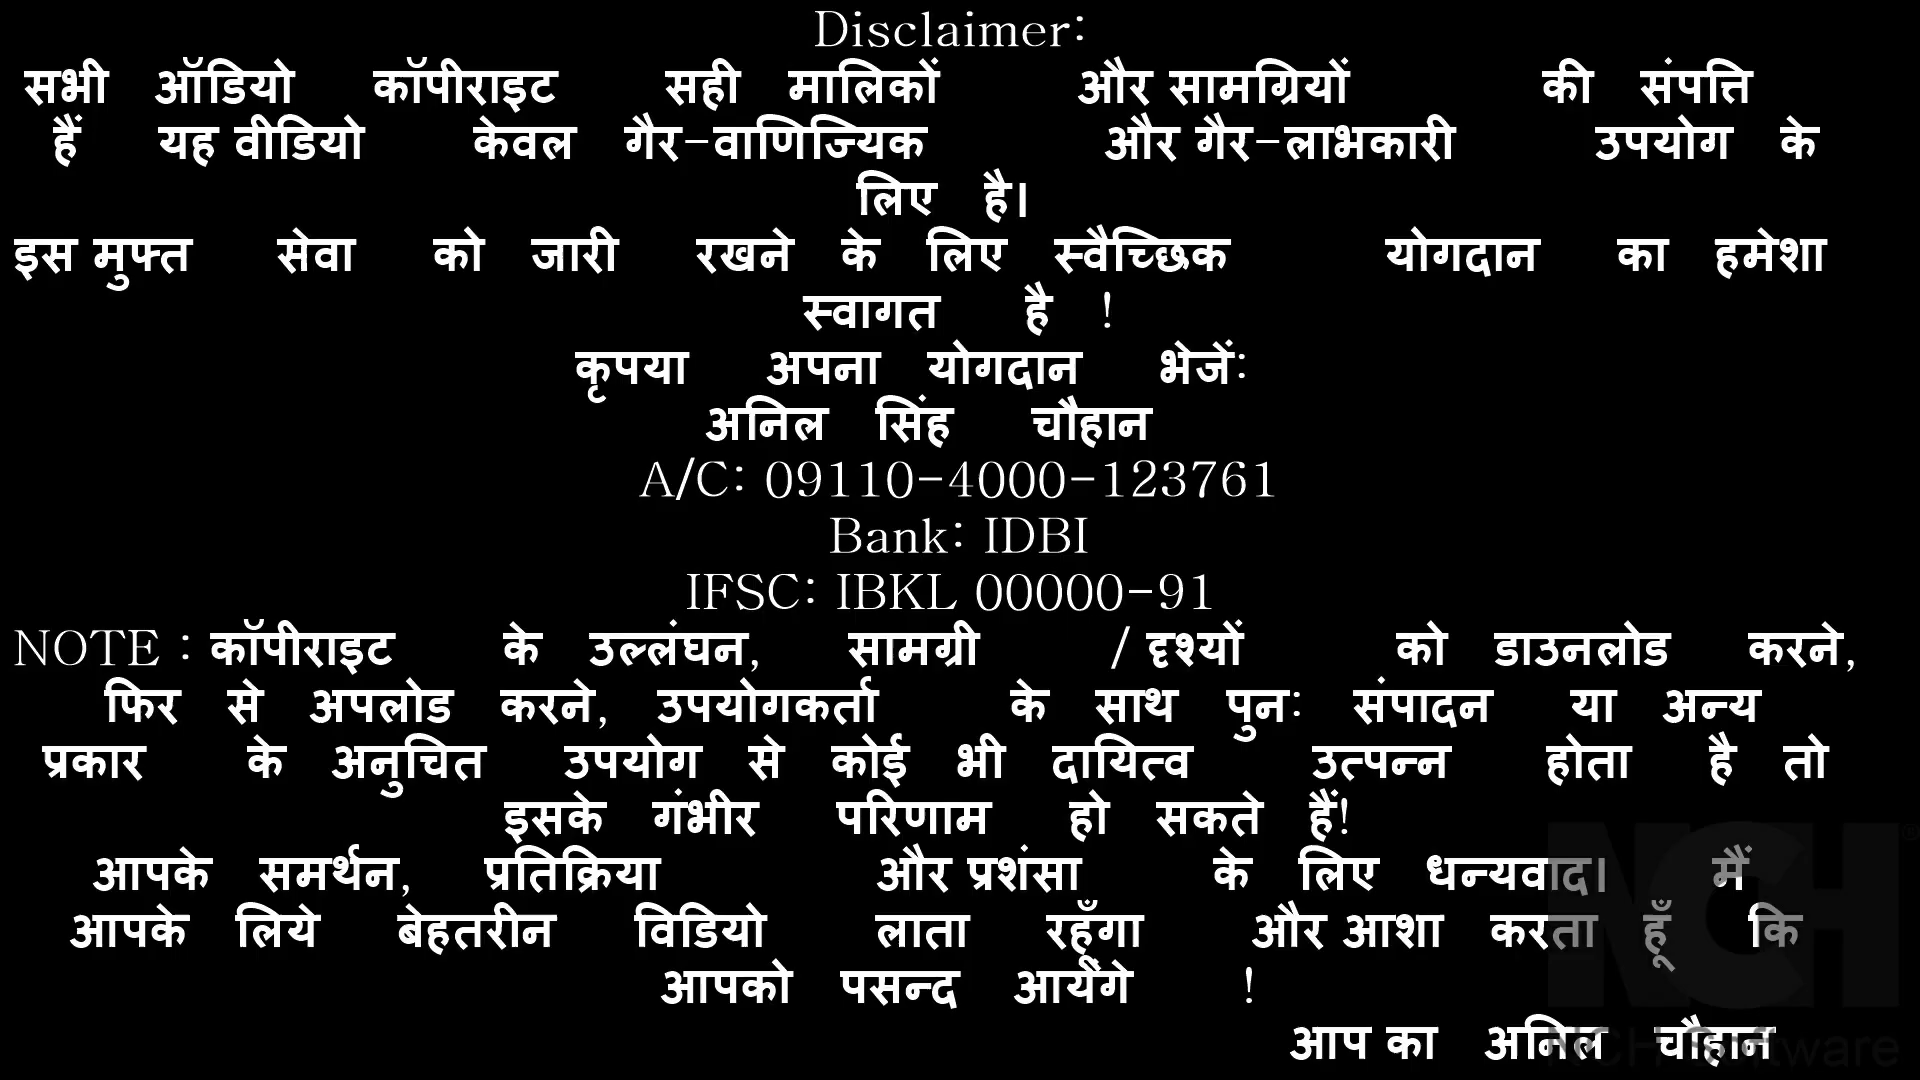 Disclaimer:
सभी ऑडियो कॉपीराइट सही मालिकों और सामग्रियों की संपत्ति
हैं यह वीडियो केवल गैर-वाणिज्यिक और गैर-लाभकारी उपयोग के
लिए है।
इस मुफ्त सेवा को जारी रखने के लिए स्वैच्छिक योगदान का हमेशा
स्वागत है !
कृपया अपना योगदान भेजें:
अनिल सिंह चौहान
A/C: 09110-4000-123761
Bank: IDBI
IFSC: IBKL 00000-91
NOTE : कॉपीराइट के उल्लंघन, सामग्री / दृश्यों को डाउनलोड करने,
फिर से अपलोड करने, उपयोगकर्ता के साथ पुन: संपादन या अन्य
प्रकार के अनुचित उपयोग से कोई भी दायित्व उत्पन्न होता है तो
इसके गंभीर परिणाम हो सकते हैं!
आपके समर्थन, प्रतिक्रिया और प्रशंसा के लिए धन्यवाद। मैं
आपके लिये बेहतरीन विडियो लाता रहूँगा और आशा करता हूँ कि
आपको पसन्द आयेंगे !
आप का अनिल चौहान
NCH®
NCH Software